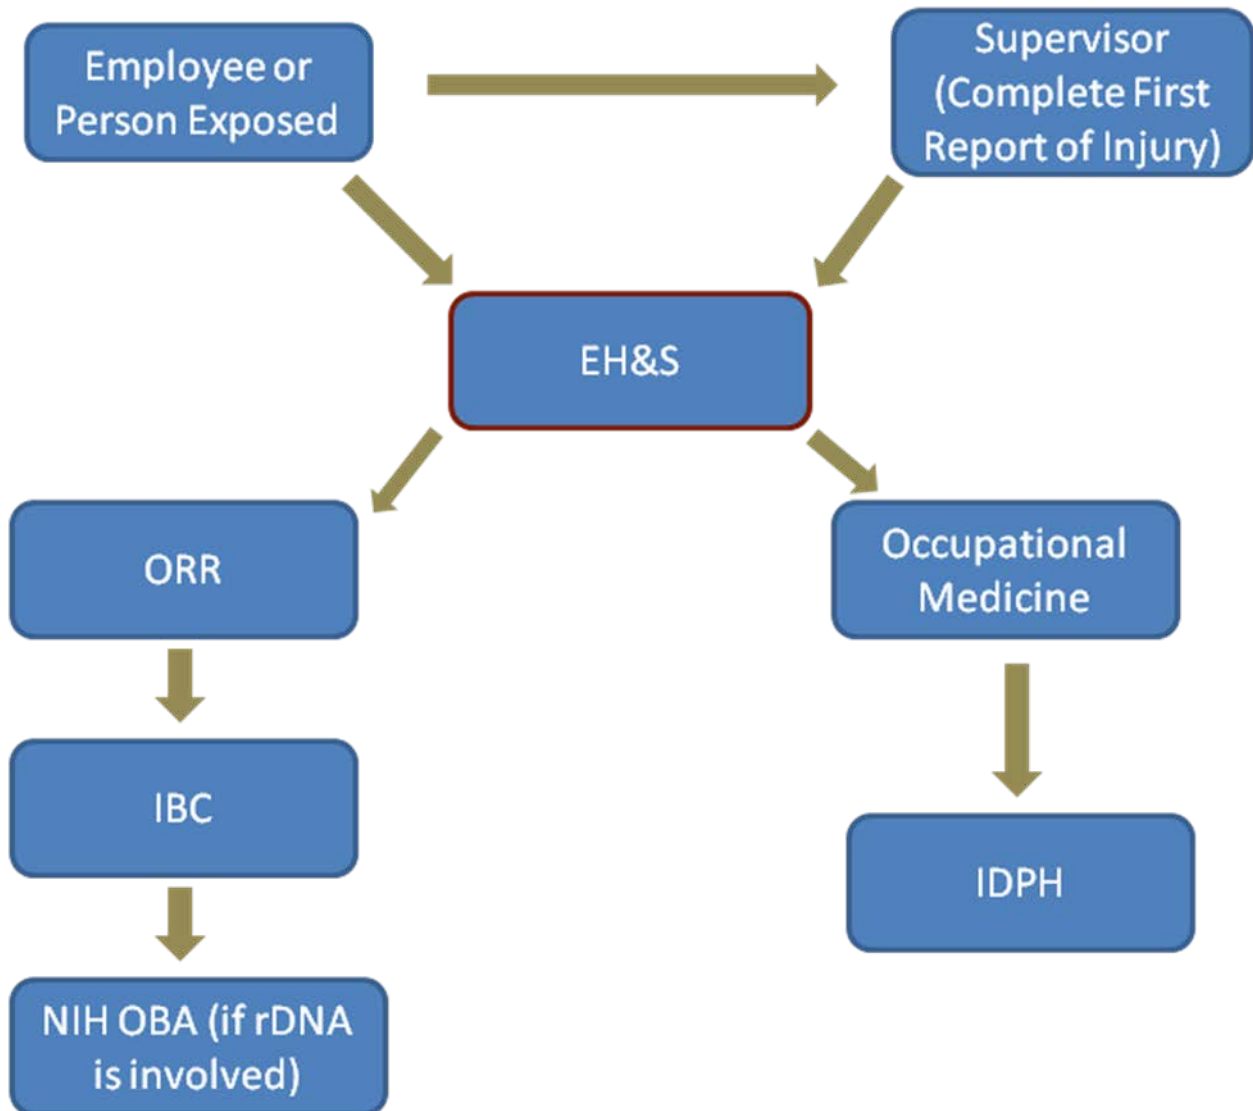 Employee or
Person Exposed
Supervisor
(Complete First
Report of Injury)
EH&S
ORR
Occupational
Medicine
IBC
IDPH
NIH OBA (if rDNA
is involved)